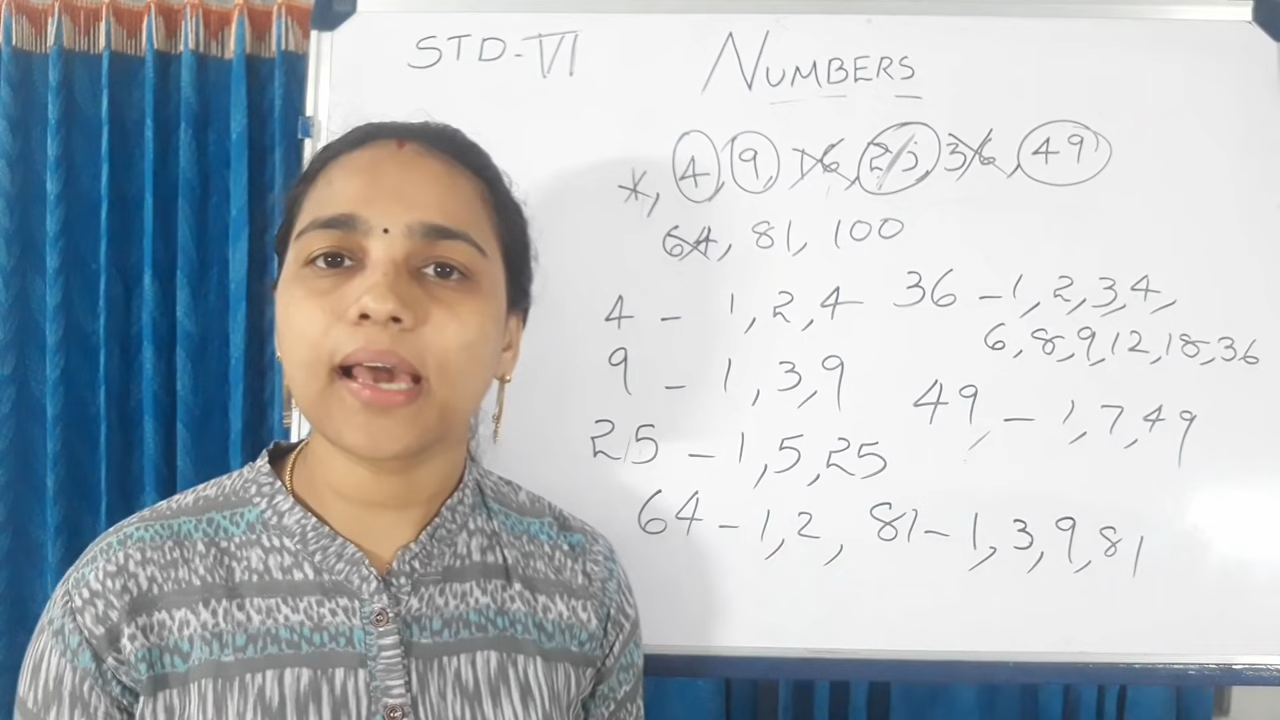 STD-VI
NUMBERS
1, 4, 9, 16, 25, 36, 49,
64, 81, 100
4 - 1, 2, 4
36 - 1, 2, 3, 4,
6, 8, 9, 12, 18, 36
9 - 1, 3, 9
49, - 1, 7, 49
25 - 1, 5, 25
64 - 1, 2,
81 - 1, 3, 9, 81